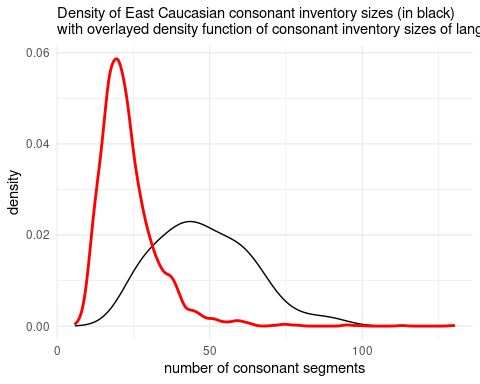 Density of East Caucasian consonant inventory sizes (in black)
with overlayed density function of consonant inventory sizes of
0.06
0.04
0.02
0.00
density
0
50
100
number of consonant segments